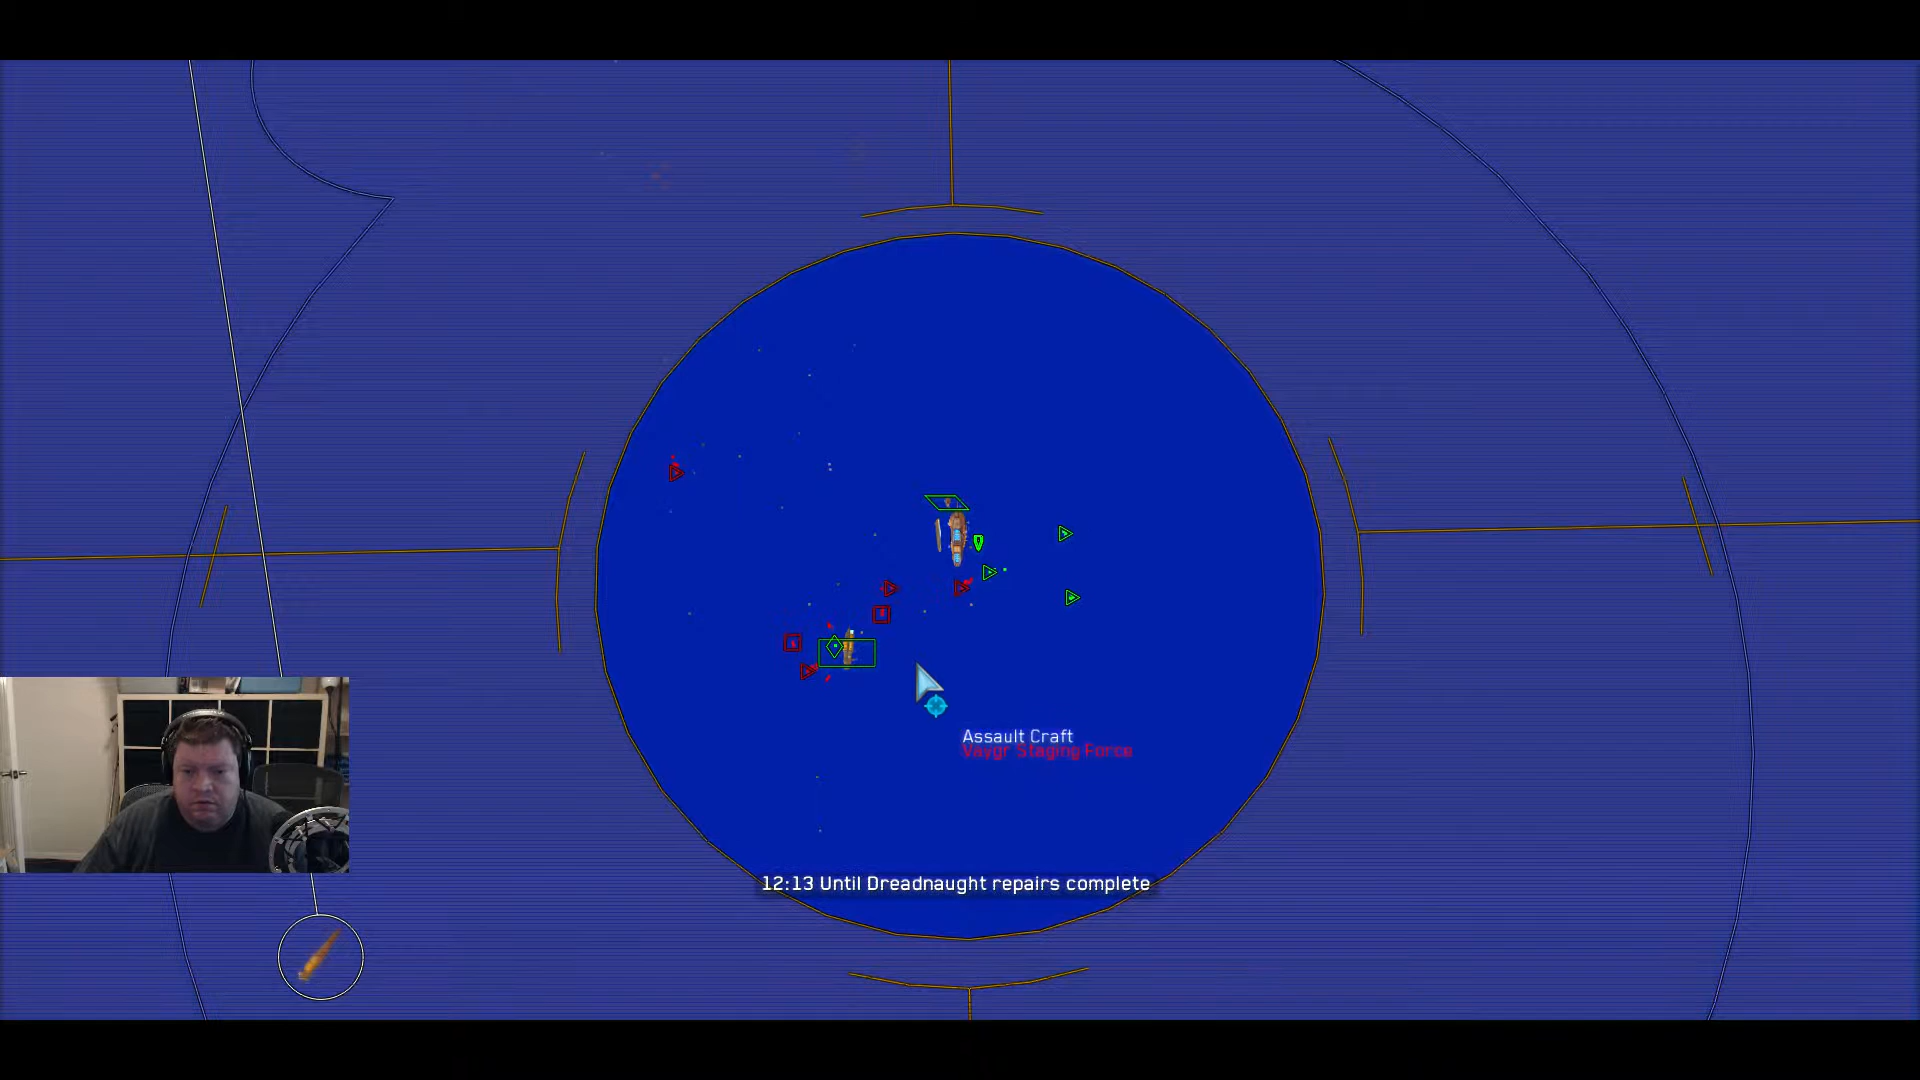 Assault Craft
Vaygr Staging Force
12:13 Until Dreadnaught repairs complete